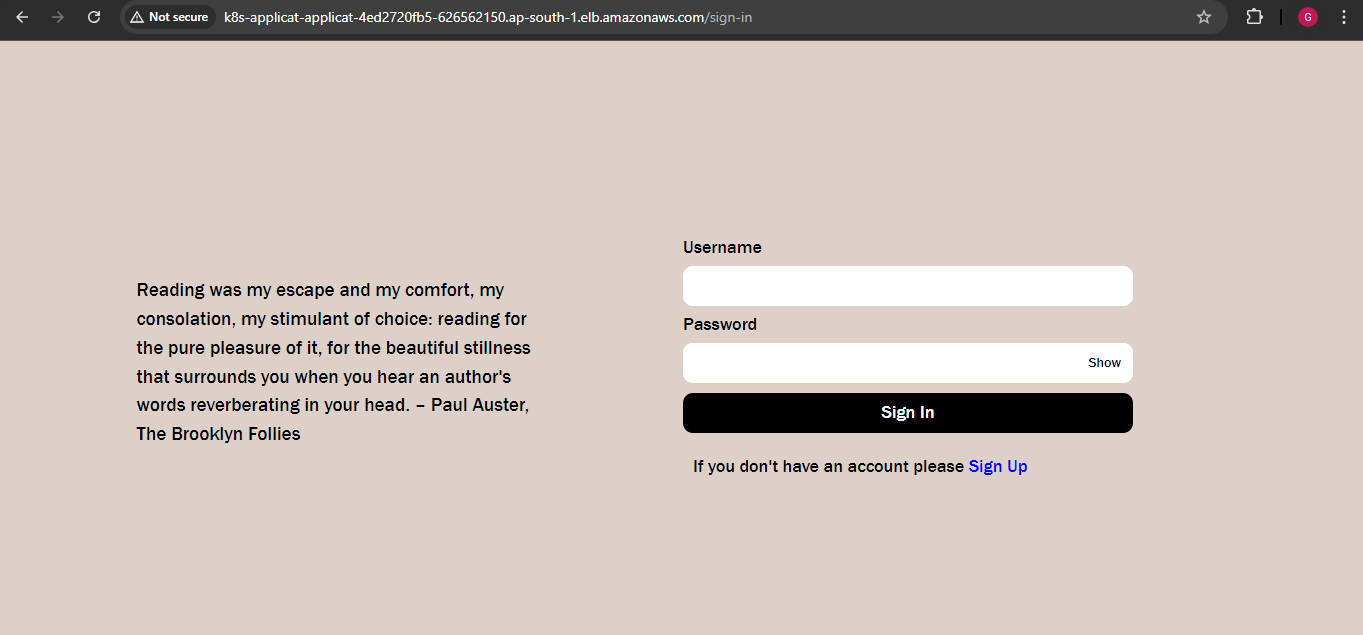 Not secure
k8s-applicat-applicat-4ed2720fb5-626562150.ap-south-1.elb.amazonaws.com/sign-in
G
Reading was my escape and my comfort, my
consolation, my stimulant of choice: reading for
the pure pleasure of it, for the beautiful stillness
that surrounds you when you hear an author's
words reverberating in your head. – Paul Auster,
The Brooklyn Follies
Username
Password
Show
Sign In
If you don't have an account please Sign Up